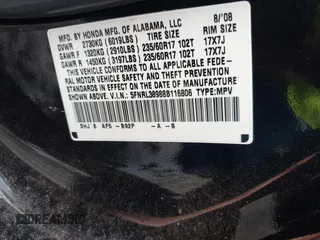 MFD. BY HONDA MFG. OF ALABAMA, LLC 8/'08
GVWR 2730KG (6019LBS) TIRE SIZE RIM SIZE
GAWR F 1320KG (2910LBS) 235/60R17 102T 17X7J
GAWR R 1450KG (3197LBS) 235/60R17 102T 17X7J
THIS VEHICLE CONFORMS TO ALL APPLICABLE FEDE-
RAL MOTOR VEHICLE SAFETY AND THEFT PREVENTION
STANDARDS IN EFFECT ON THE DATE OF MANUFACTURE
SHOWN ABOVE. V.I.N.: 5FNRL38988B116806 TYPE:MPV
SHJ 8 AF5 -B92P -A -B